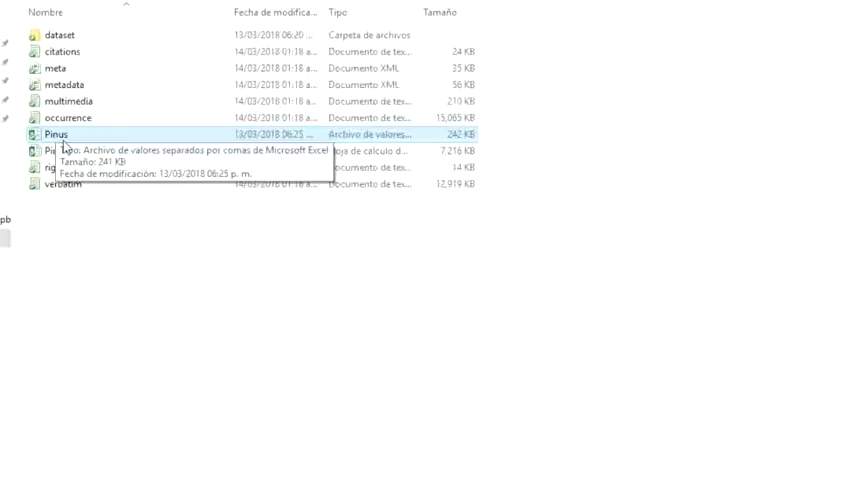 Nombre Fecha de modifica... Tipo Tamaño
dataset 13/03/2018 06:20 ... Carpeta de archivos
citations 14/03/2018 01:18 a... Documento de tex... 24 KB
meta 14/03/2018 01:18 a... Documento XML 35 KB
metadata 14/03/2018 01:18 a... Documento XML 56 KB
multimedia 14/03/2018 01:18 a... Documento de tex... 210 KB
occurrence 14/03/2018 01:18 a... Documento de tex... 15,065 KB
Pinus 13/03/2018 06:25 ... Archivo de valores... 242 KB
Pi Tipo: Archivo de valores separados por comas de Microsoft Excel oja de cálculo d... 7,216 KB
Tamaño: 241 KB
rig ocumento de tex... 14 KB
Fecha de modificación: 13/03/2018 06:25 p. m.
verbatim 14/03/2018 01:18 a... Documento de tex... 12,919 KB
pb